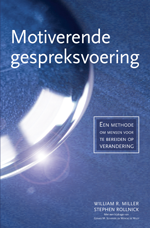 Motiverende
gespreksvoering
EEN METHODE
OM MENSEN VOOR
TE BEREIDEN OP
VERANDERING
WILLIAM R. MILLER
STEPHEN ROLLNICK